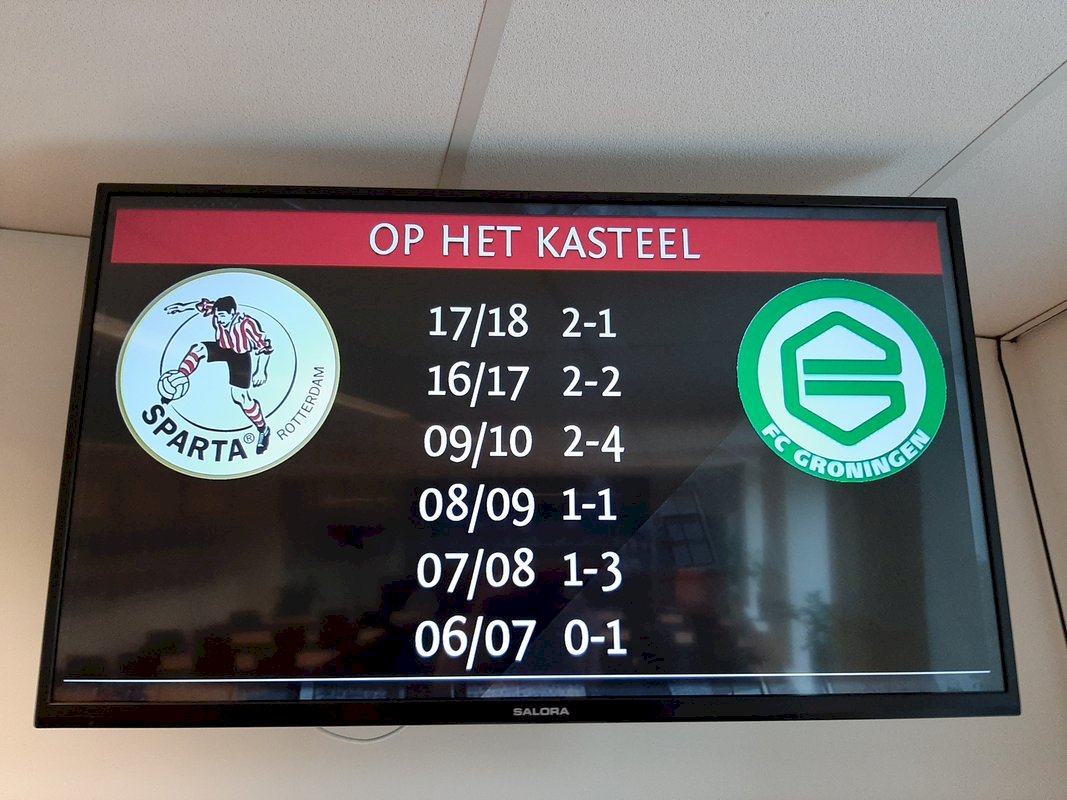 OP HET KASTEEL
17/18 2-1
16/17 2-2
09/10 2-4
08/09 1-1
07/08 1-3
06/07 0-1
SPARTA®
ROTTERDAM
FC GRONINGEN
SALORA